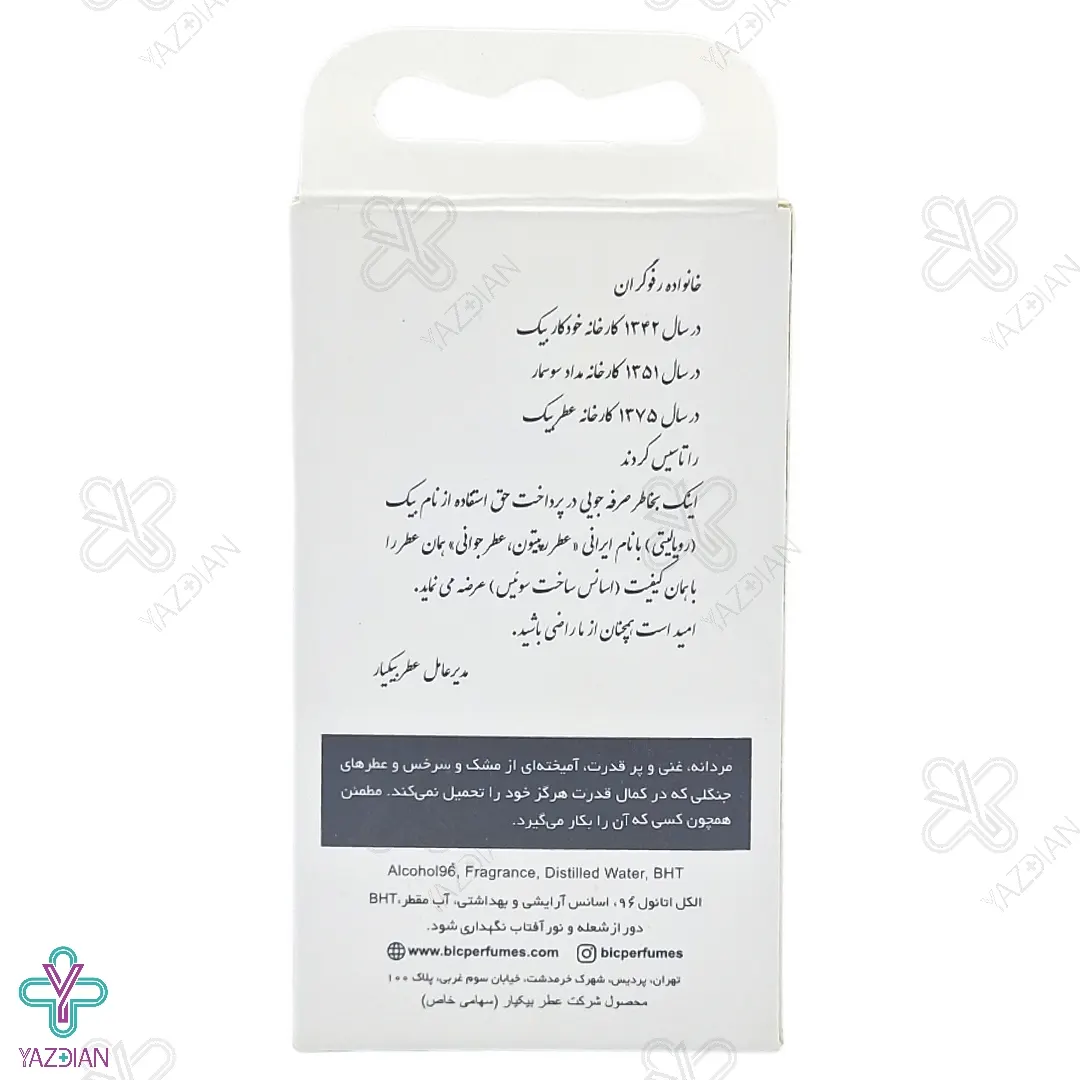 خانواده رفوگران
در سال ۱۳۴۲ کارخانه خودکار بیک
در سال ۱۳۵۱ کارخانه مداد سوسمار
در سال ۱۳۷۵ کارخانه عطر بیک
را تاسیس کردند
اینک بخاطر صرفه جویی در پرداخت حق استفاده از نام بیک
(رویالیتی) با نام ایرانی «عطر رپیتون، عطر جوانی» همان عطر را
با همان کیفیت (اسانس ساخت سوئیس) عرضه می نماید.
امید است همچنان از ما راضی باشید.
مدیرعامل عطر بیکیار
مردانه، غنی و پر قدرت، آمیخته‌ای از مشک و سرخس و عطرهای
جنگلی که در کمال قدرت هرگز خود را تحمیل نمی‌کند. مطمئن
همچون کسی که آن را بکار می‌گیرد.
Alcohol96, Fragrance, Distilled Water, BHT
الکل اتانول ۹۶، اسانس آرایشی و بهداشتی، آب مقطر، BHT
دور از شعله و نور آفتاب نگهداری شود.
www.bicperfumes.com bicperfumes
تهران، پردیس، شهرک خرمدشت، خیابان سوم غربی، پلاک ۱۰۰
محصول شرکت عطر بیکیار (سهامی خاص)
YAZDIAN